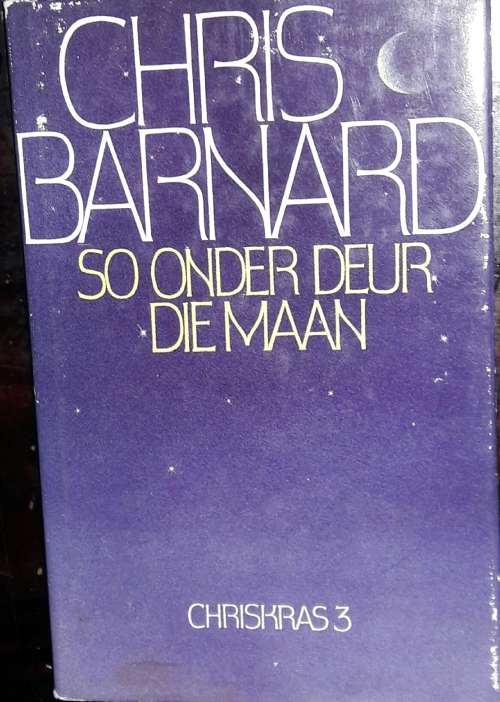 CHRIS
BARNARD
SO ONDER DEUR
DIE MAAN
CHRISKRAS 3